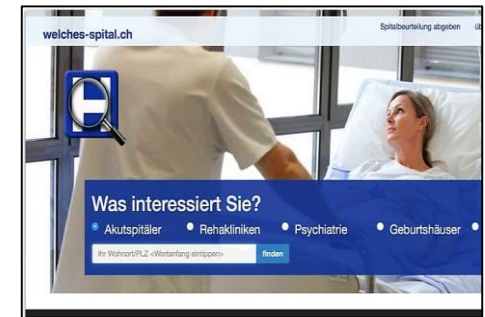 welches-spital.ch
Spitalbeurteilung abgeben
H
Was interessiert Sie?
Akutspitäler Rehakliniken Psychiatrie Geburtshäuser
Ihr Wohnort/PLZ <Wortanfang eintippen> finden